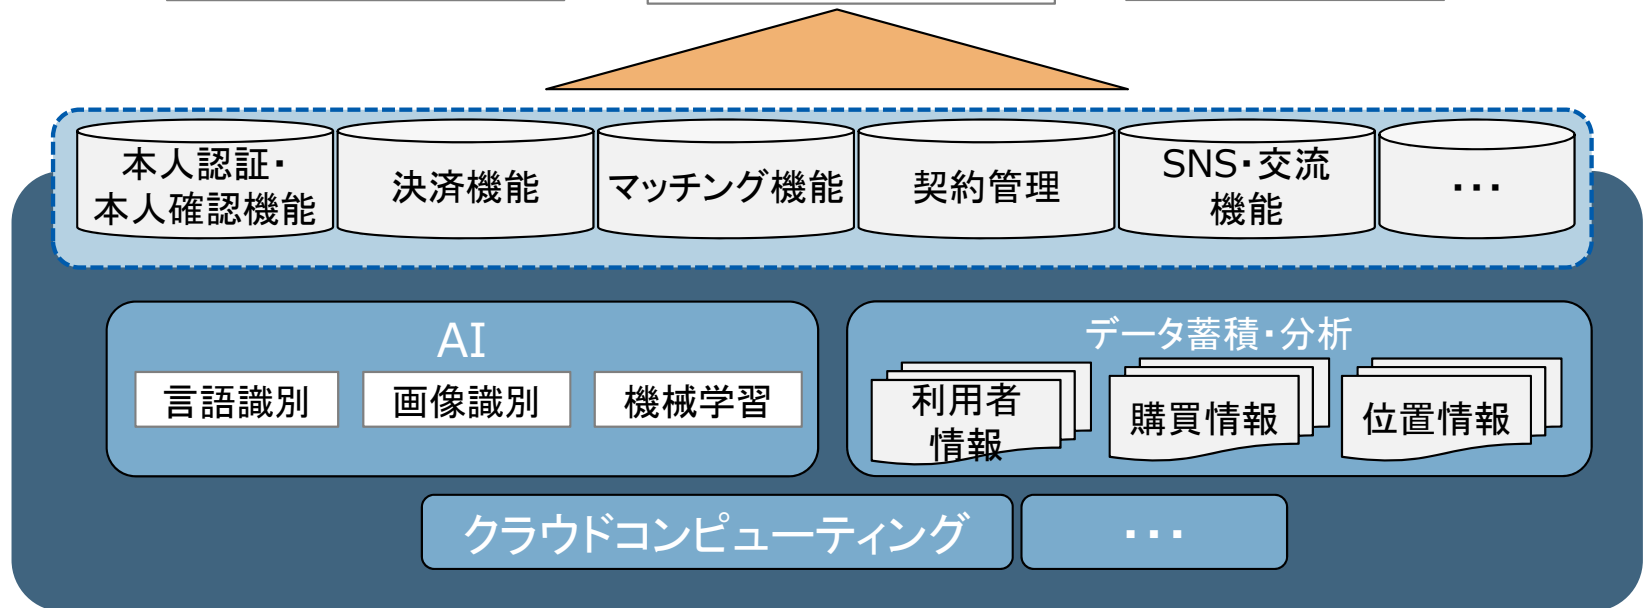 本人認証・
本人確認機能
決済機能
マッチング機能
契約管理
SNS・交流
機能
・・・
AI
言語識別
画像識別
機械学習
データ蓄積・分析
利用者
情報
購買情報
位置情報
クラウドコンピューティング
・・・